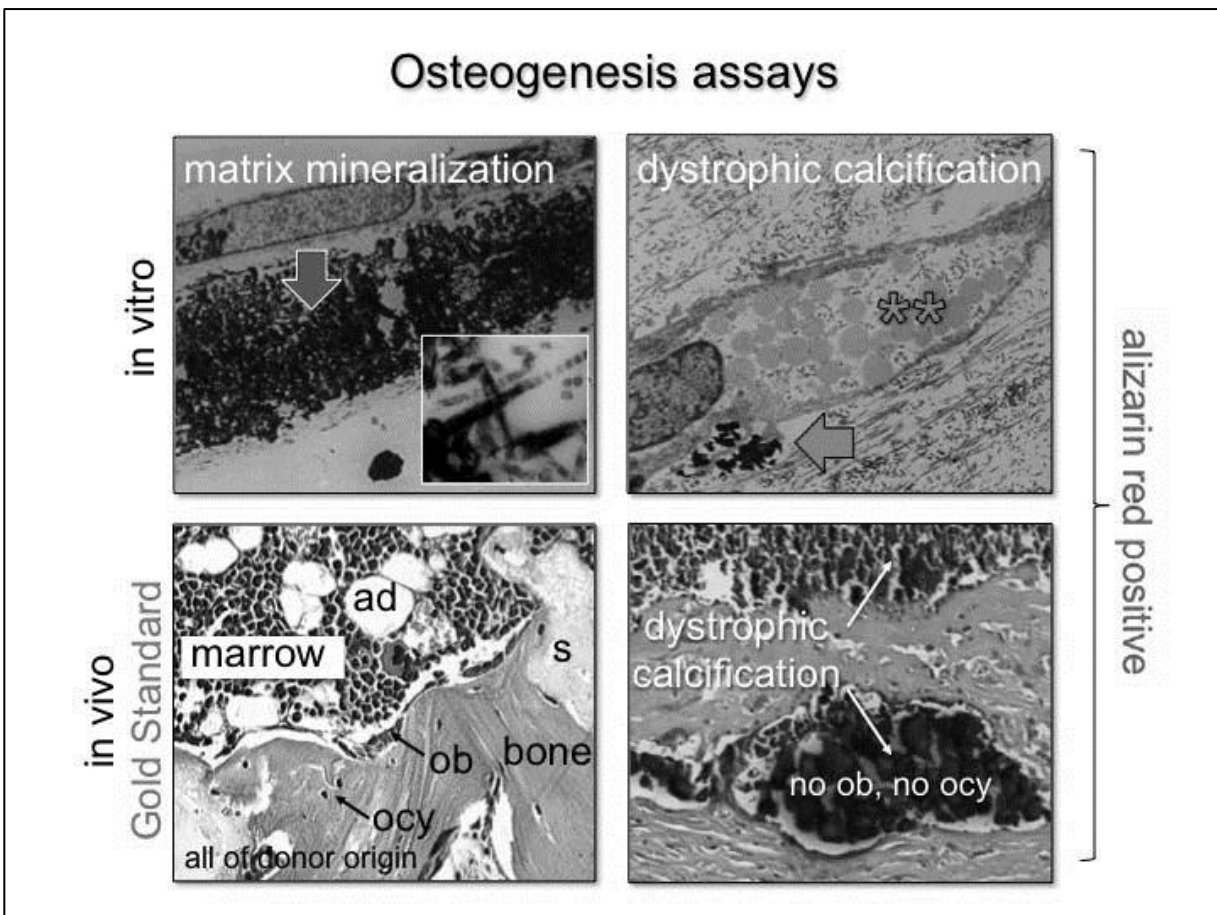 Osteogenesis assays
in vitro
matrix mineralization
dystrophic calcification
**
in vivo
Gold Standard
ad
marrow
s
ob
bone
ocy
all of donor origin
dystrophic
calcification
no ob, no ocy
alizarin red positive